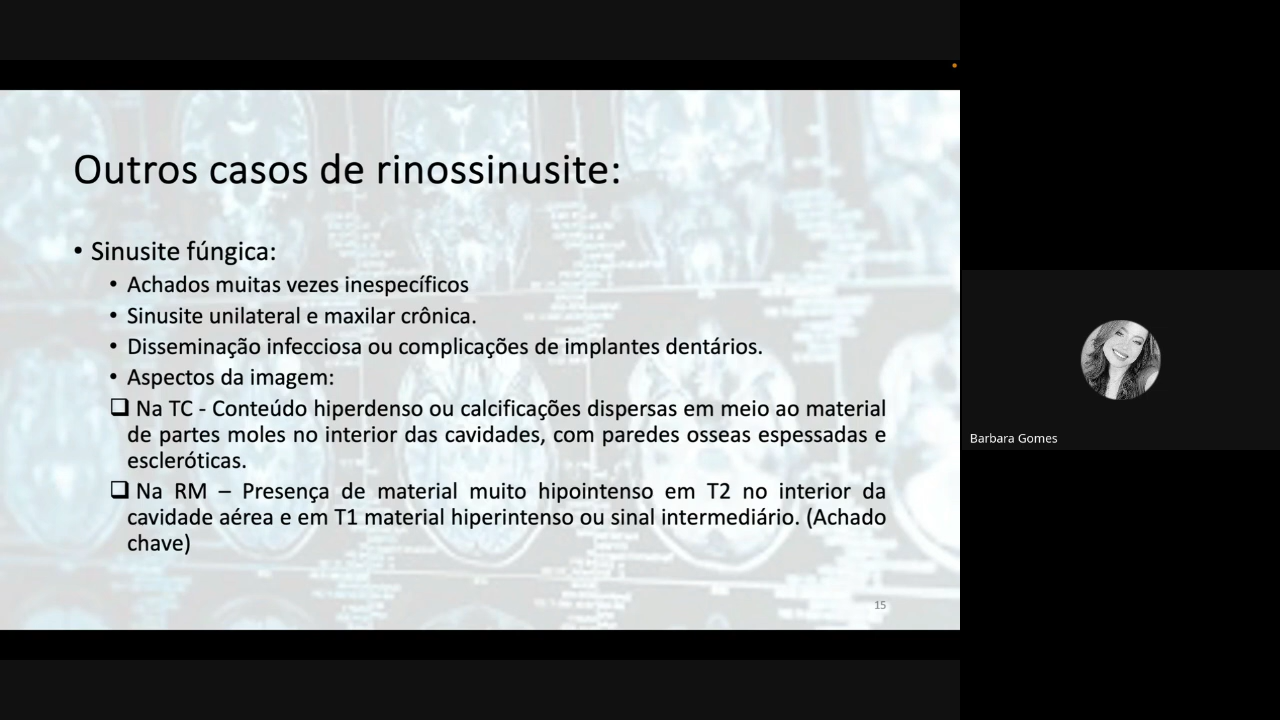 Outros casos de rinossinusite:
• Sinusite fúngica:
• Achados muitas vezes inespecíficos
• Sinusite unilateral e maxilar crônica.
• Disseminação infecciosa ou complicações de implantes dentários.
• Aspectos da imagem:
❑ Na TC - Conteúdo hiperdenso ou calcificações dispersas em meio ao material
de partes moles no interior das cavidades, com paredes osseas espessadas e
escleróticas.
❑ Na RM – Presença de material muito hipointenso em T2 no interior da
cavidade aérea e em T1 material hiperintenso ou sinal intermediário. (Achado
chave)
15
Barbara Gomes